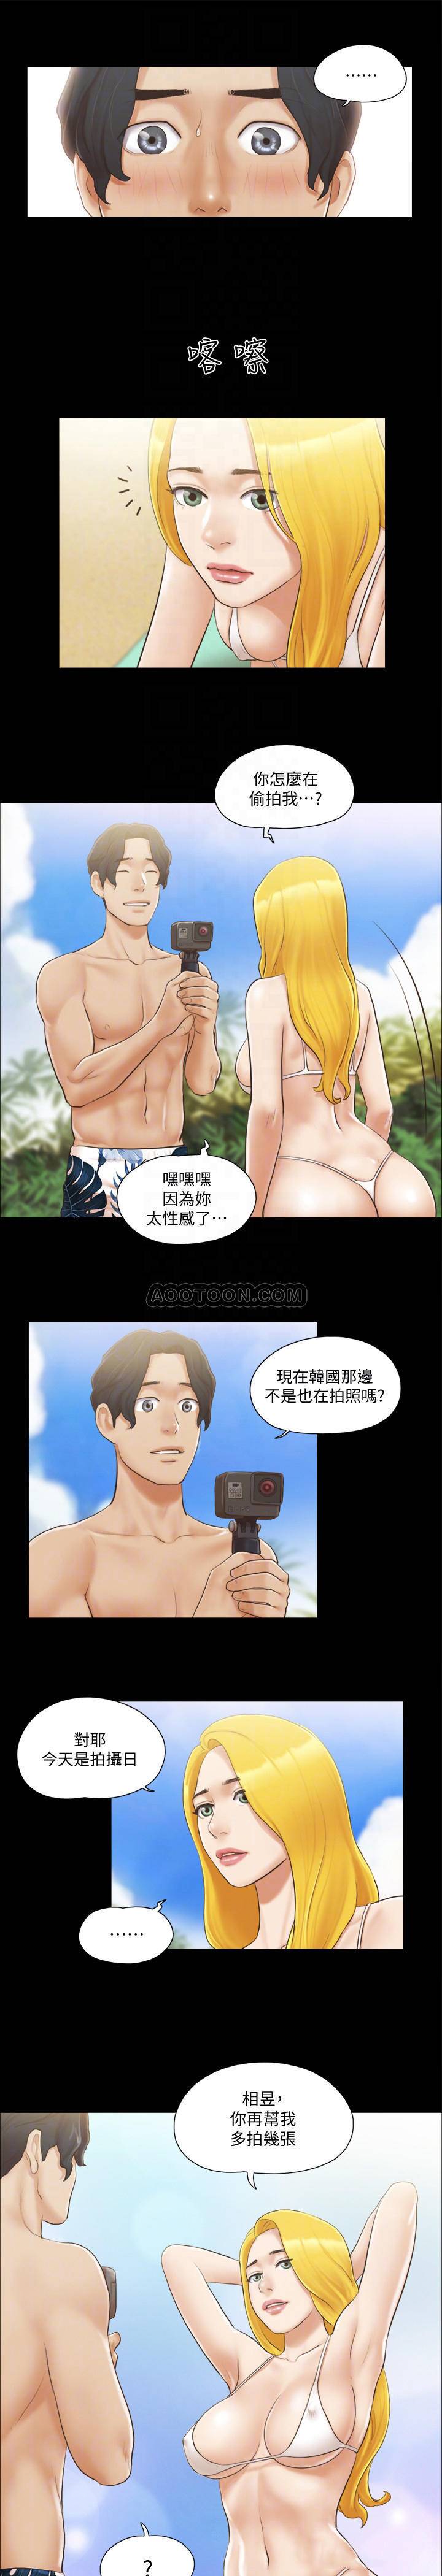 ……
喀嚓
你怎麼在
偷拍我…?
嘿嘿嘿
因為妳
太性感了…
AOOTOON.COM
現在韓國那邊
不是也在拍照嗎?
對耶
今天是拍攝日
……
相昱,
你再幫我
多拍幾張
?